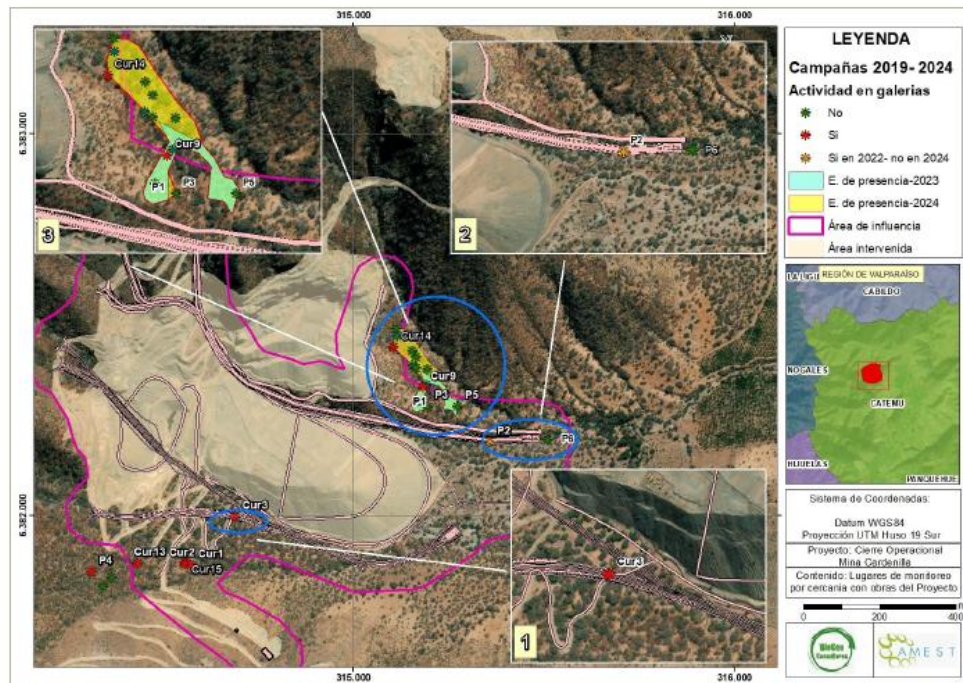 315.000
316.000
6.383.000
6.382.000
315.000
316.000
Cur14
Cur9
P1
P3
P5
3
P2
P6
2
Cur14
Cur9
P1
P3
P5
P2
P6
Cur3
P4
Cur13
Cur2
Cur1
Cur15
Cur3
1
LEYENDA
Campañas 2019- 2024
Actividad en galerias
No
Si
Si en 2022- no en 2024
E. de presencia-2023
E. de presencia-2024
Área de influencia
Área intervenida
REGIÓN DE VALPARAÍSO
CABILDO
NOGALES
CATEMU
HIJUELAS
PANQUEHUE
Sistema de Coordenadas:
Datum WGS84
Proyección UTM Huso 19 Sur
Proyecto: Cierre Operacional
Mina Cardenilla
Contenido: Lugares de monitoreo
por cercanía con obras del Proyecto
0 200 400
AMEST